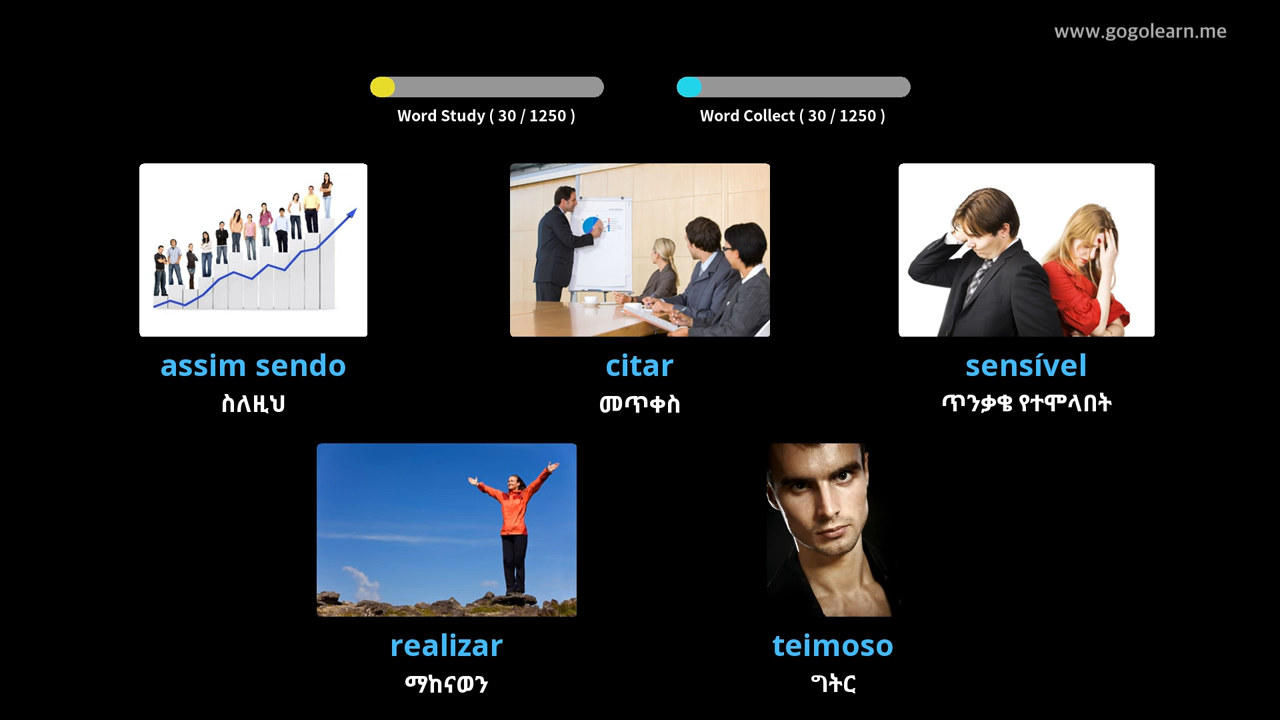 www.gogolearn.me
Word Study ( 30 / 1250 )
Word Collect ( 30 / 1250 )
assim sendo
ስለዚህ
citar
መጥቀስ
sensível
ጥንቃቄ የተሞላበት
realizar
ማከናወን
teimoso
ግትር